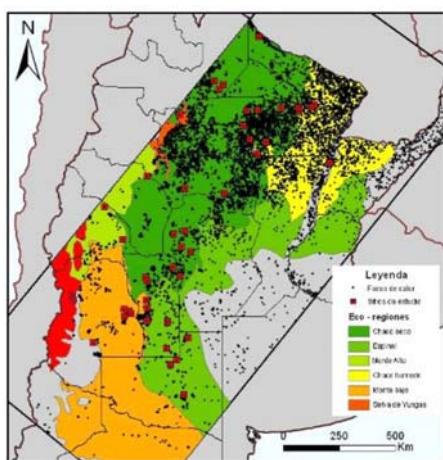 N
Leyenda
Focos de calor
Sitios de estudio
Eco - regiones
Chaco seco
Espinal
Monte Alto
Chaco húmedo
Monte bajo
Selva de Yungas
0 250 500
Km